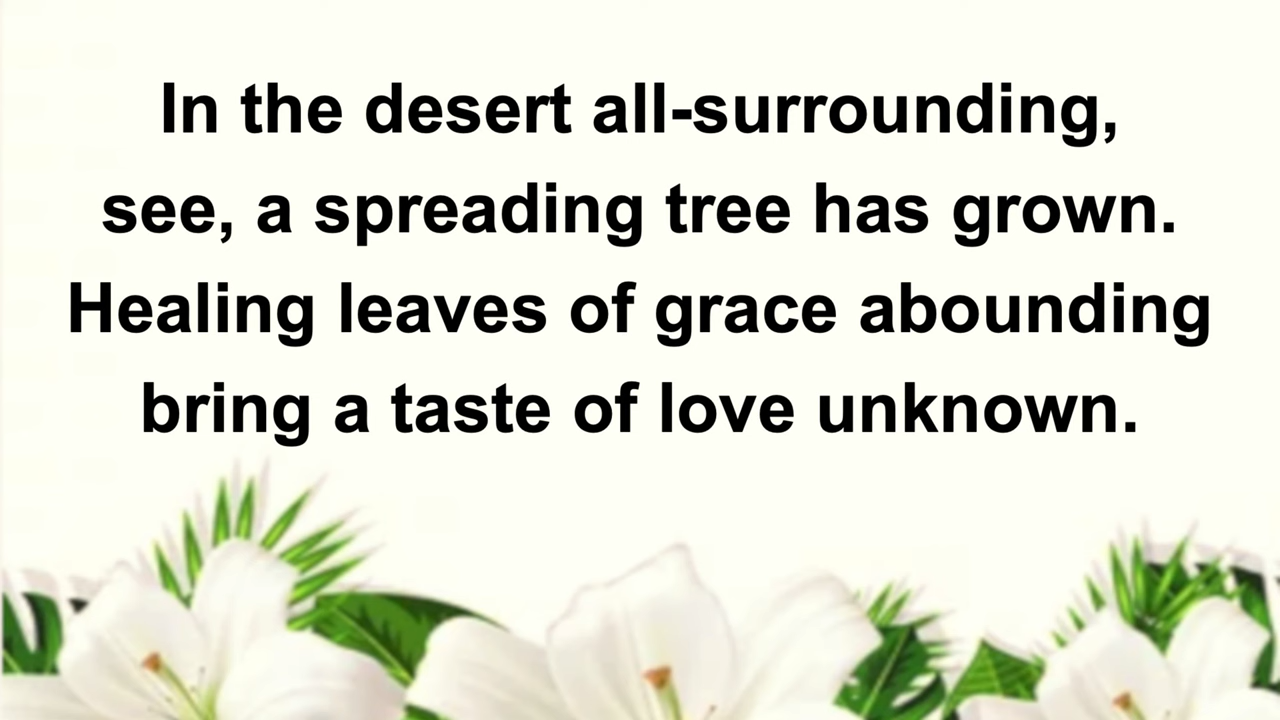 In the desert all-surrounding,
see, a spreading tree has grown.
Healing leaves of grace abounding
bring a taste of love unknown.